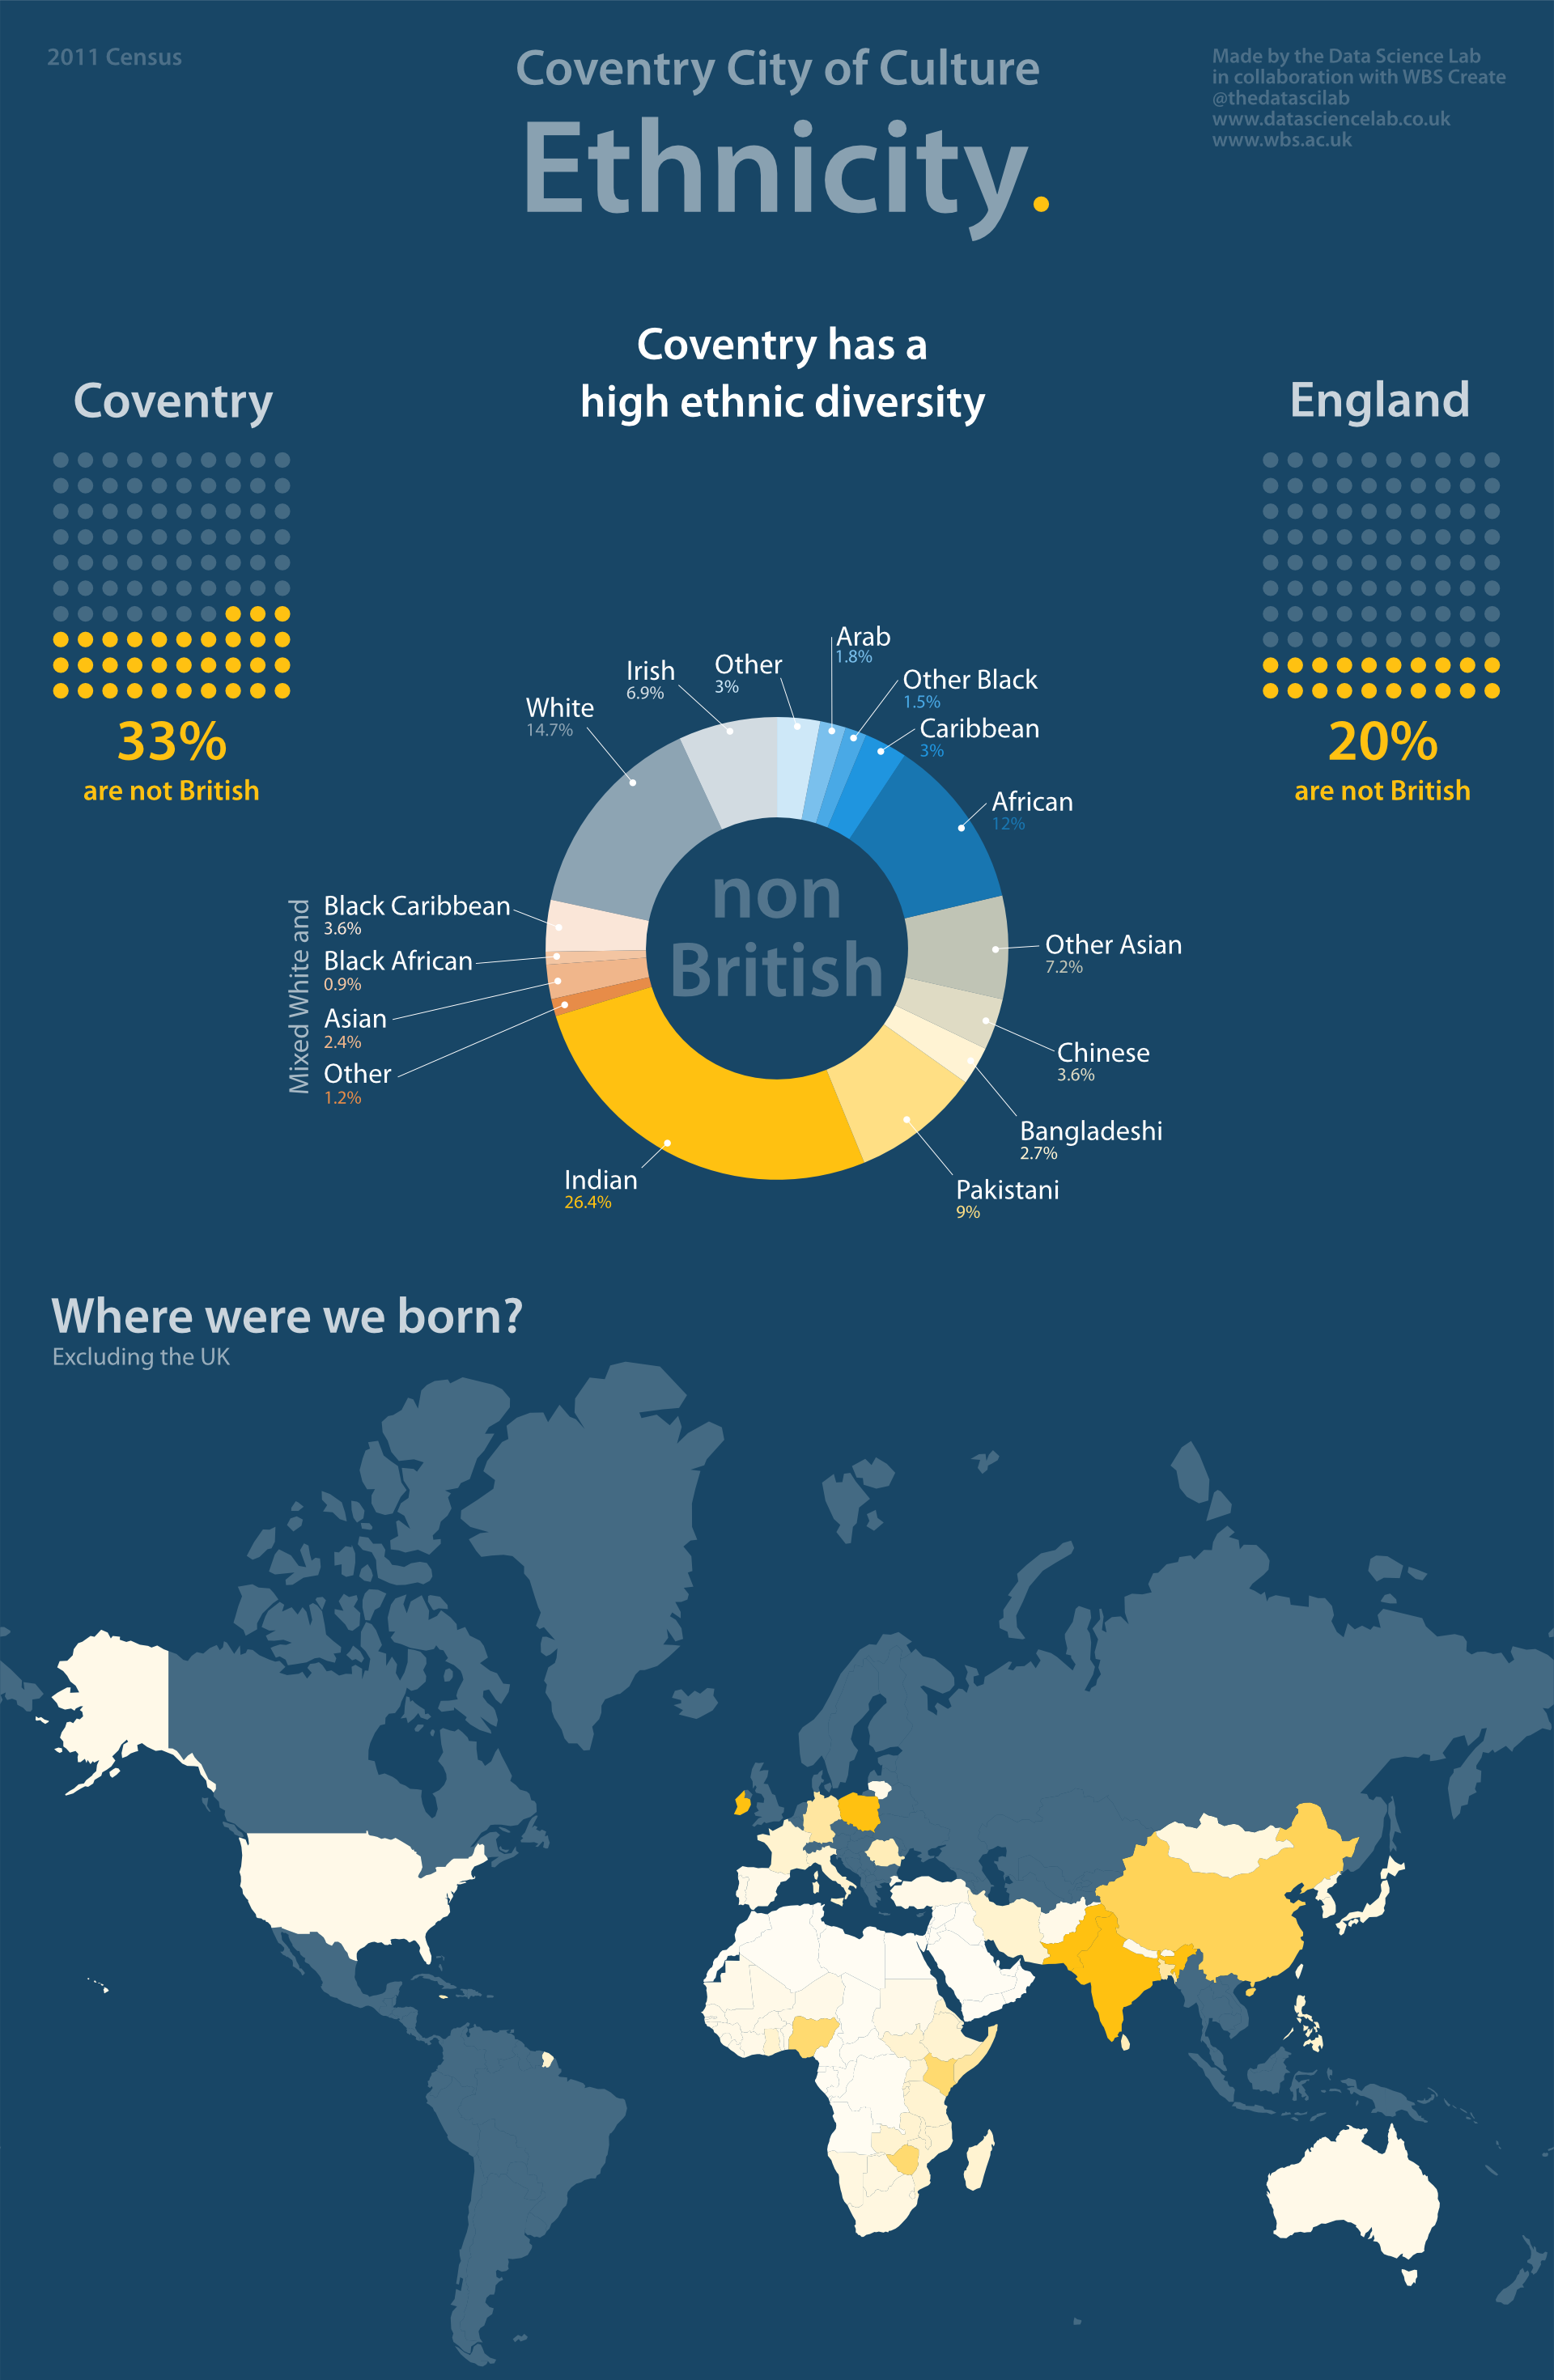 2011 Census
Coventry City of Culture
Ethnicity.
Made by the Data Science Lab
in collaboration with WBS Create
@thedatascilab
www.datasciencelab.co.uk
www.wbs.ac.uk
Coventry has a
high ethnic diversity
Coventry
33%
are not British
England
20%
are not British
Arab
1.8%
Other
3%
Irish
6.9%
White
14.7%
Other Black
1.5%
Caribbean
3%
African
12%
Other Asian
7.2%
Chinese
3.6%
Bangladeshi
2.7%
Pakistani
9%
Indian
26.4%
Mixed White and
Black Caribbean
3.6%
Black African
0.9%
Asian
2.4%
Other
1.2%
non
British
Where were we born?
Excluding the UK